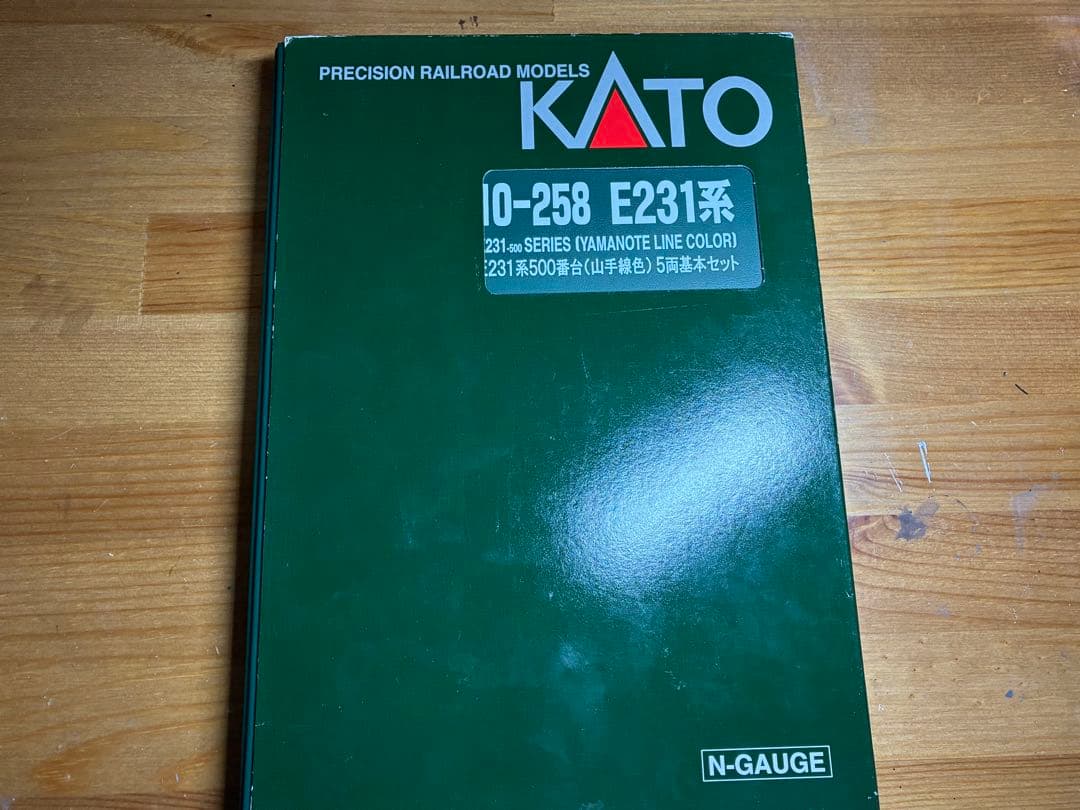 PRECISION RAILROAD MODELS
KATO
10-258 E231系
231-500 SERIES (YAMANOTE LINE COLOR)
E231系500番台(山手線色) 5両基本セット
N-GAUGE